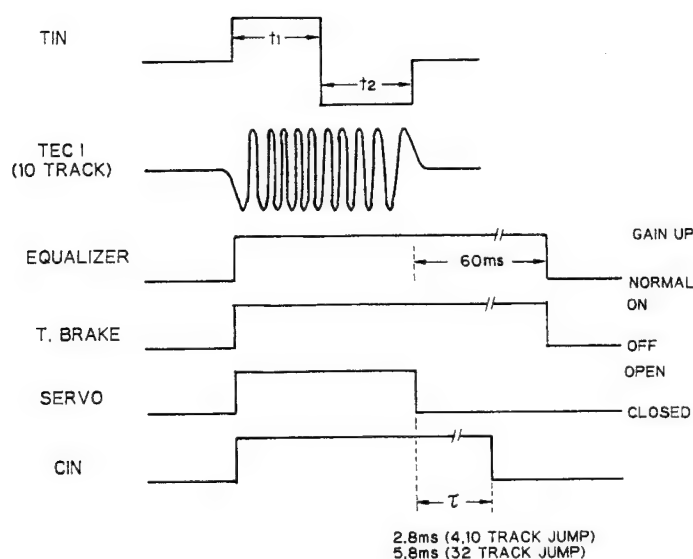 TIN
t1
t2
TEC I
(10 TRACK)
GAIN UP
EQUALIZER
60ms
NORMAL
ON
T. BRAKE
OFF
OPEN
SERVO
CLOSED
CIN
τ
2.8ms (4,10 TRACK JUMP)
5.8ms (32 TRACK JUMP)